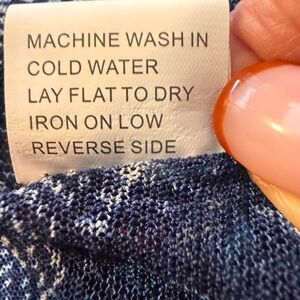 MACHINE WASH IN
COLD WATER
LAY FLAT TO DRY
IRON ON LOW
REVERSE SIDE